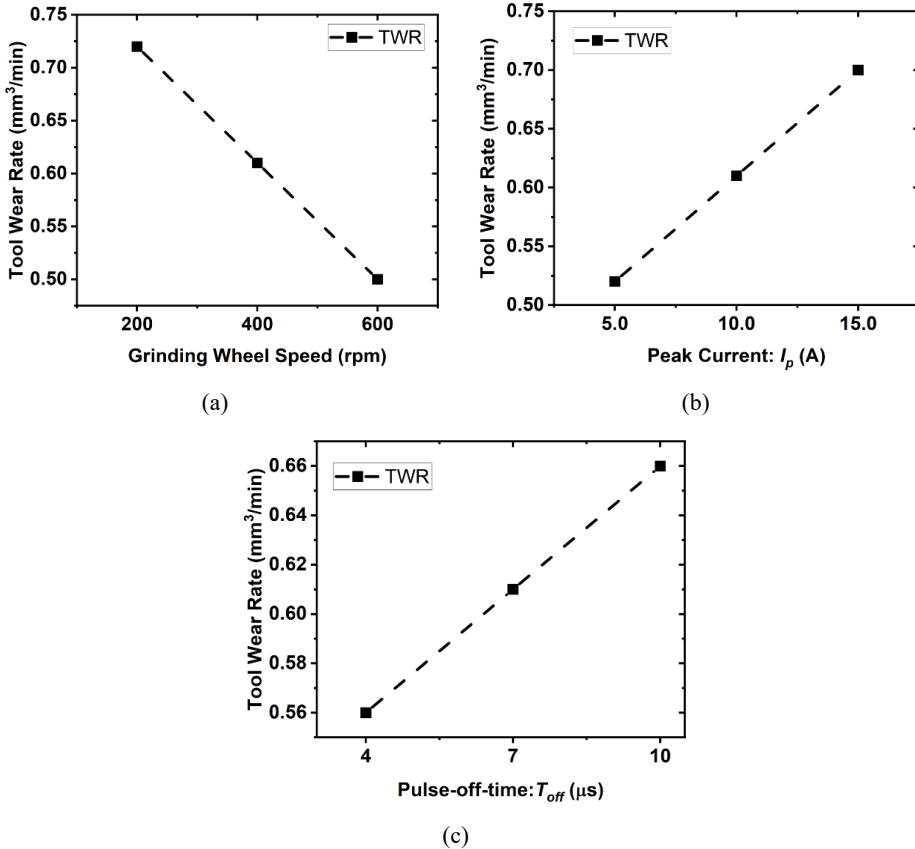 0.75
0.70
0.65
0.60
0.55
0.50
Tool Wear Rate (mm³/min)
TWR
200
400
600
Grinding Wheel Speed (rpm)
(a)
0.75
0.70
0.65
0.60
0.55
0.50
Tool Wear Rate (mm³/min)
TWR
5.0
10.0
15.0
Peak Current: Iₚ (A)
(b)
0.66
0.64
0.62
0.60
0.58
0.56
Tool Wear Rate (mm³/min)
TWR
4
7
10
Pulse-off-time: T_off (μs)
(c)